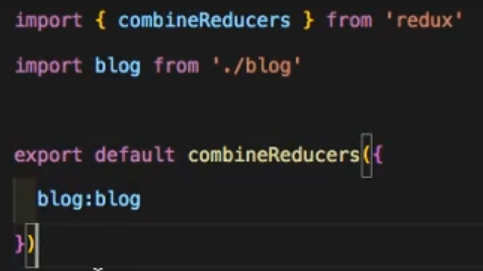 import { combineReducers } from 'redux'
import blog from './blog'
export default combineReducers({
blog:blog
})